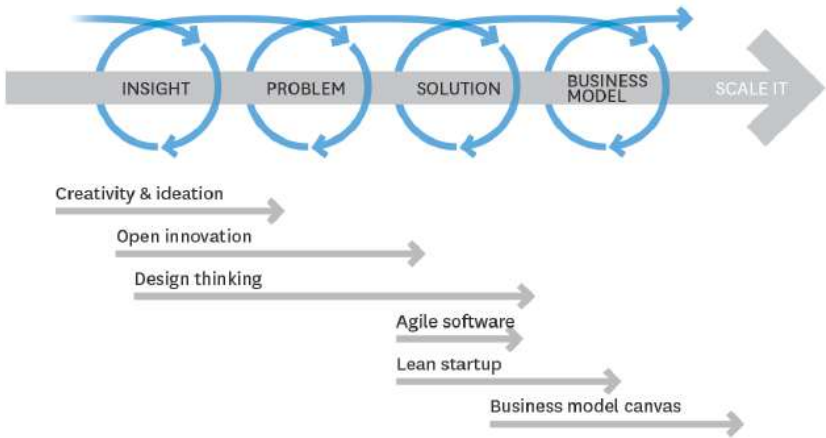 INSIGHT
PROBLEM
SOLUTION
BUSINESS
MODEL
SCALE IT
Creativity & ideation
Open innovation
Design thinking
Agile software
Lean startup
Business model canvas